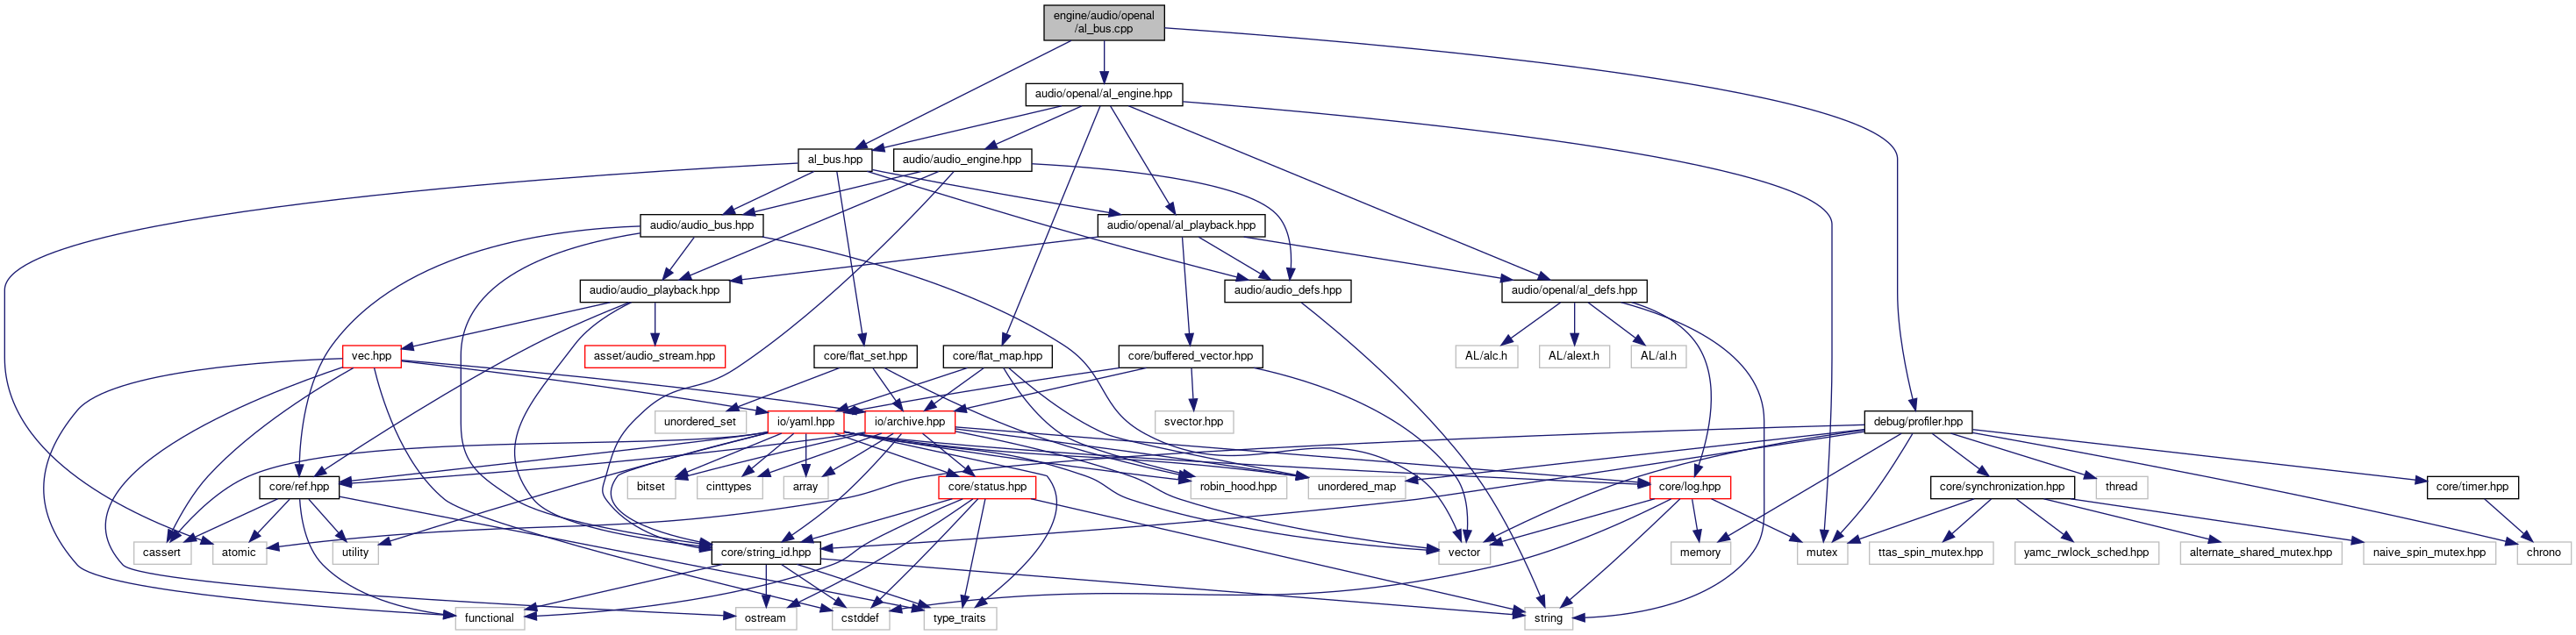 engine/audio/openal
/al_bus.cpp
audio/openal/al_engine.hpp
al_bus.hpp
audio/audio_engine.hpp
audio/audio_bus.hpp
audio/openal/al_playback.hpp
audio/audio_playback.hpp
audio/audio_defs.hpp
audio/openal/al_defs.hpp
vec.hpp
asset/audio_stream.hpp
core/flat_set.hpp
core/flat_map.hpp
core/buffered_vector.hpp
AL/alc.h
AL/alext.h
AL/al.h
unordered_set
io/yaml.hpp
io/archive.hpp
svector.hpp
debug/profiler.hpp
core/ref.hpp
bitset
cinttypes
array
core/status.hpp
robin_hood.hpp
unordered_map
core/log.hpp
core/synchronization.hpp
thread
core/timer.hpp
cassert
atomic
utility
core/string_id.hpp
vector
memory
mutex
ttas_spin_mutex.hpp
yamc_rwlock_sched.hpp
alternate_shared_mutex.hpp
naive_spin_mutex.hpp
chrono
functional
ostream
cstddef
type_traits
string